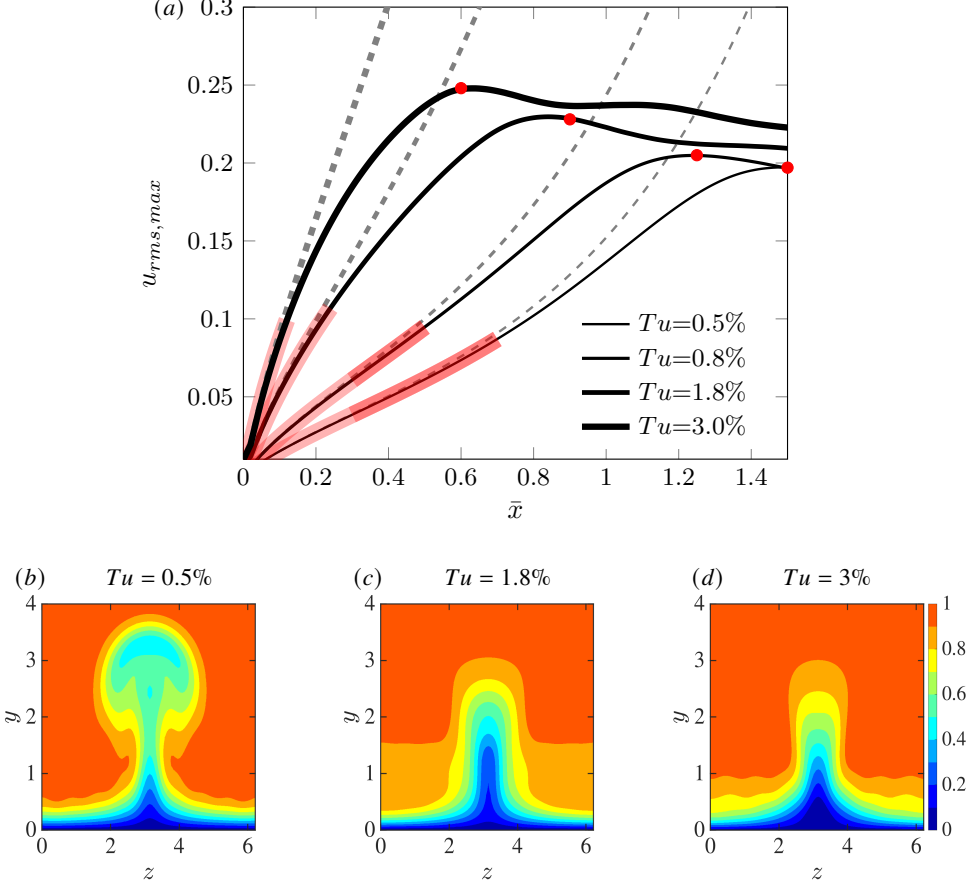 (a)
0.3
0.25
0.2
0.15
0.1
0.05
u_{rms,max}
0 0.2 0.4 0.6 0.8 1 1.2 1.4
x̄
Tu=0.5%
Tu=0.8%
Tu=1.8%
Tu=3.0%
(b) Tu = 0.5%
4
3
2
1
0
y
0 2 4 6
z
(c) Tu = 1.8%
4
3
2
1
0
y
0 2 4 6
z
(d) Tu = 3%
4
3
2
1
0
y
0 2 4 6
z
1
0.8
0.6
0.4
0.2
0